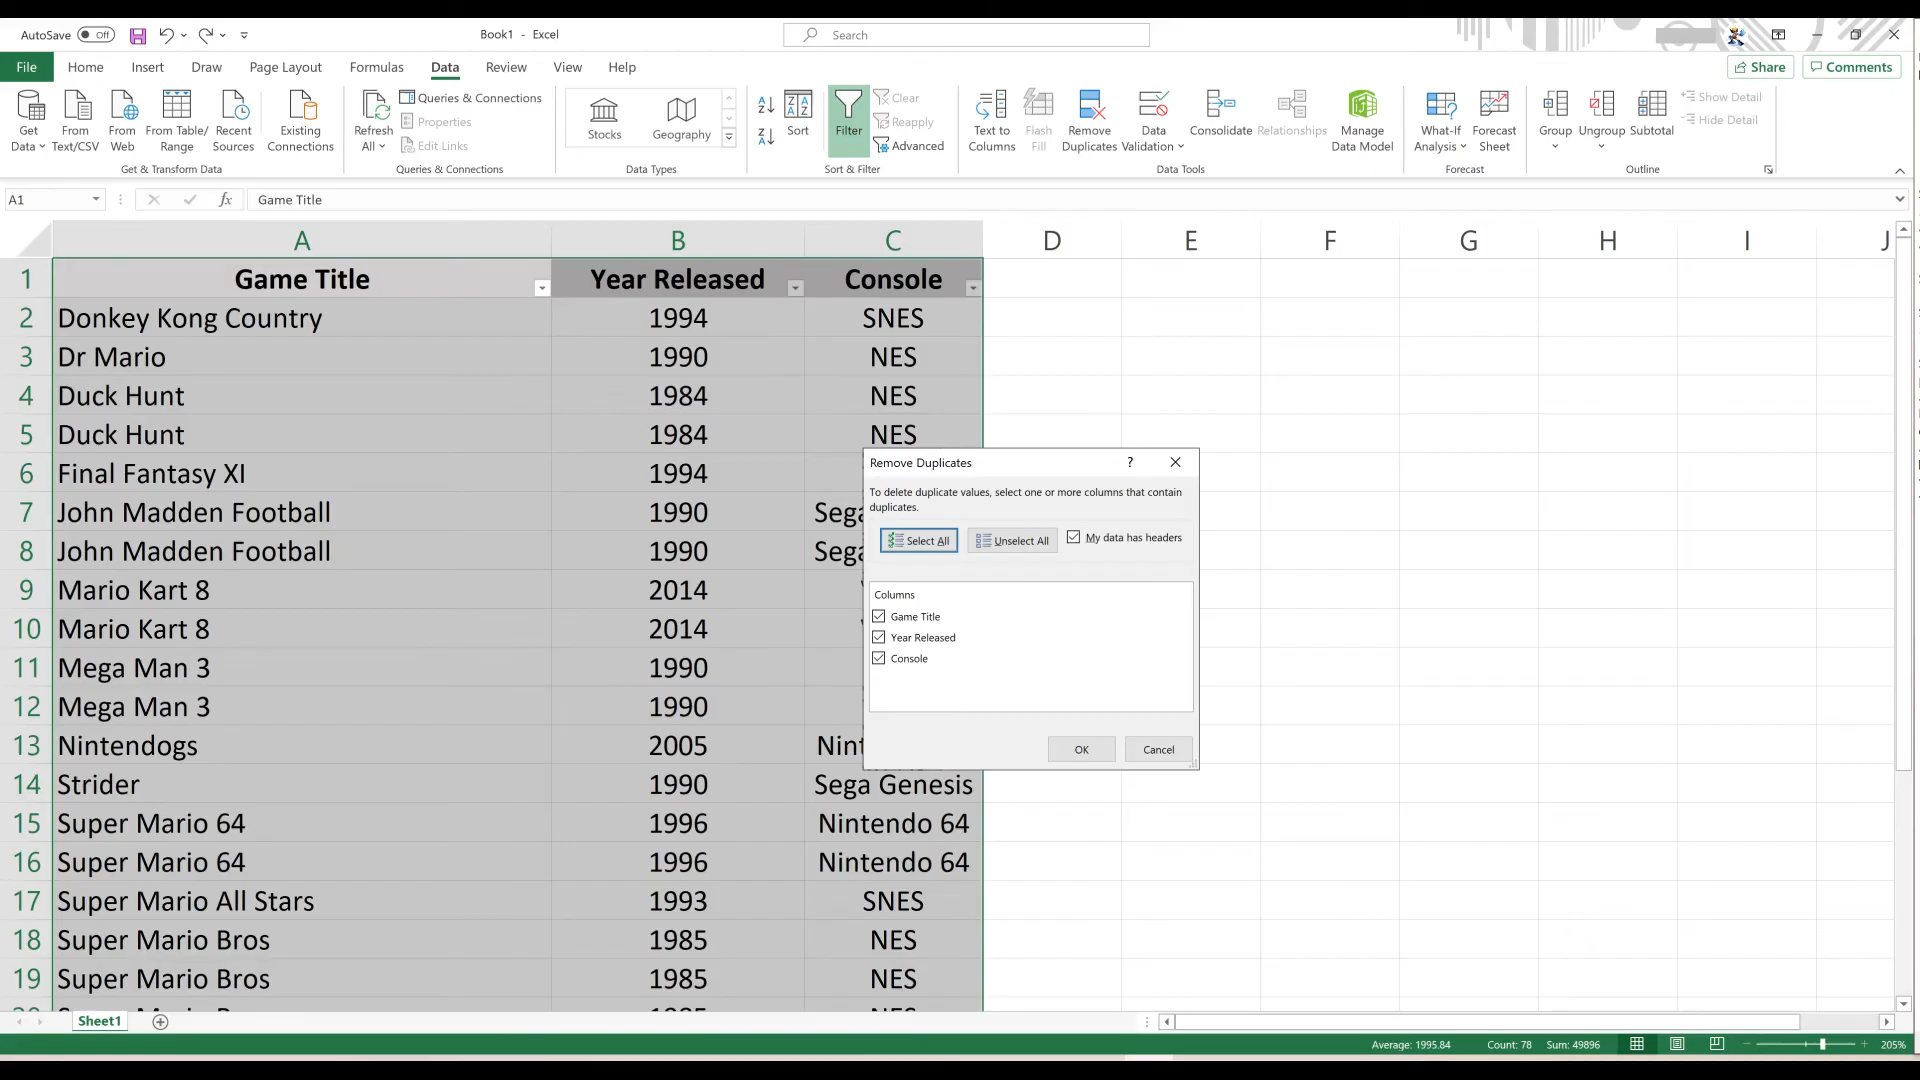 AutoSave Off
Book1 - Excel
Search
File Home Insert Draw Page Layout Formulas Data Review View Help
Share Comments
Get Data
From Text/CSV
From Web
From Table/ Range
Recent Sources
Existing Connections
Get & Transform Data
Refresh All
Queries & Connections
Properties
Edit Links
Queries & Connections
Stocks
Geography
Data Types
Sort
Filter
Clear
Reapply
Advanced
Sort & Filter
Text to Columns
Flash Fill
Remove Duplicates
Data Validation
Consolidate
Relationships
Manage Data Model
Data Tools
What-If Analysis
Forecast Sheet
Forecast
Group
Ungroup
Subtotal
Show Detail
Hide Detail
Outline
A1 fx Game Title
A B C D E F G H I J
1 Game Title Year Released Console
2 Donkey Kong Country 1994 SNES
3 Dr Mario 1990 NES
4 Duck Hunt 1984 NES
5 Duck Hunt 1984 NES
6 Final Fantasy XI 1994
7 John Madden Football 1990 Sega
8 John Madden Football 1990 Sega
9 Mario Kart 8 2014
10 Mario Kart 8 2014
11 Mega Man 3 1990
12 Mega Man 3 1990
13 Nintendogs 2005 Nint
14 Strider 1990 Sega Genesis
15 Super Mario 64 1996 Nintendo 64
16 Super Mario 64 1996 Nintendo 64
17 Super Mario All Stars 1993 SNES
18 Super Mario Bros 1985 NES
19 Super Mario Bros 1985 NES
Remove Duplicates ?
To delete duplicate values, select one or more columns that contain
duplicates.
Select All Unselect All My data has headers
Columns
Game Title
Year Released
Console
OK Cancel
Sheet1
Average: 1995.84 Count: 78 Sum: 49896 205%